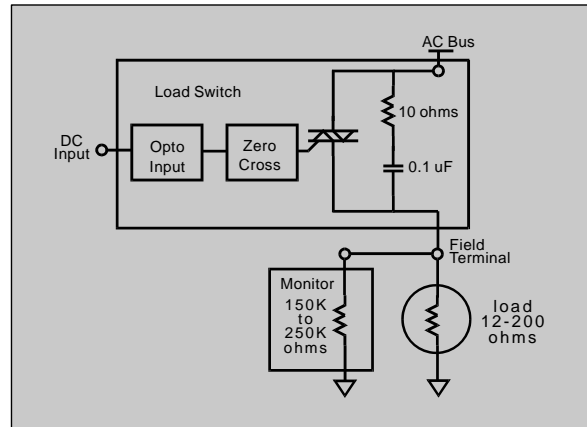 AC Bus
Load Switch
10 ohms
DC
Input
Opto
Input
Zero
Cross
0.1 uF
Field
Terminal
Monitor
150K
to
250K
ohms
load
12-200
ohms